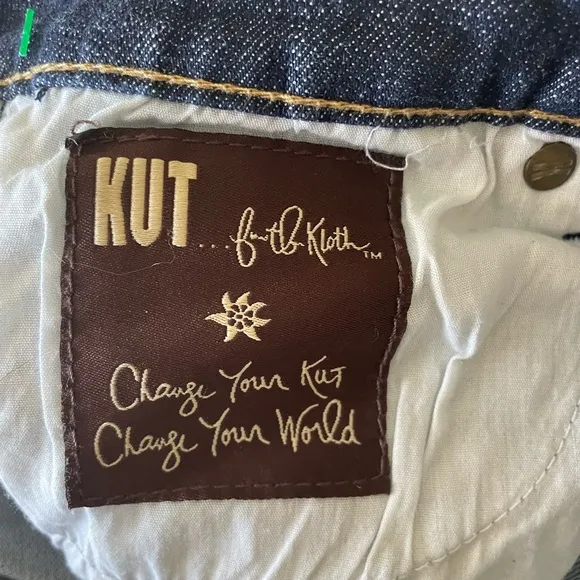 KUT... from the Kloth™
Change Your Kut
Change Your World